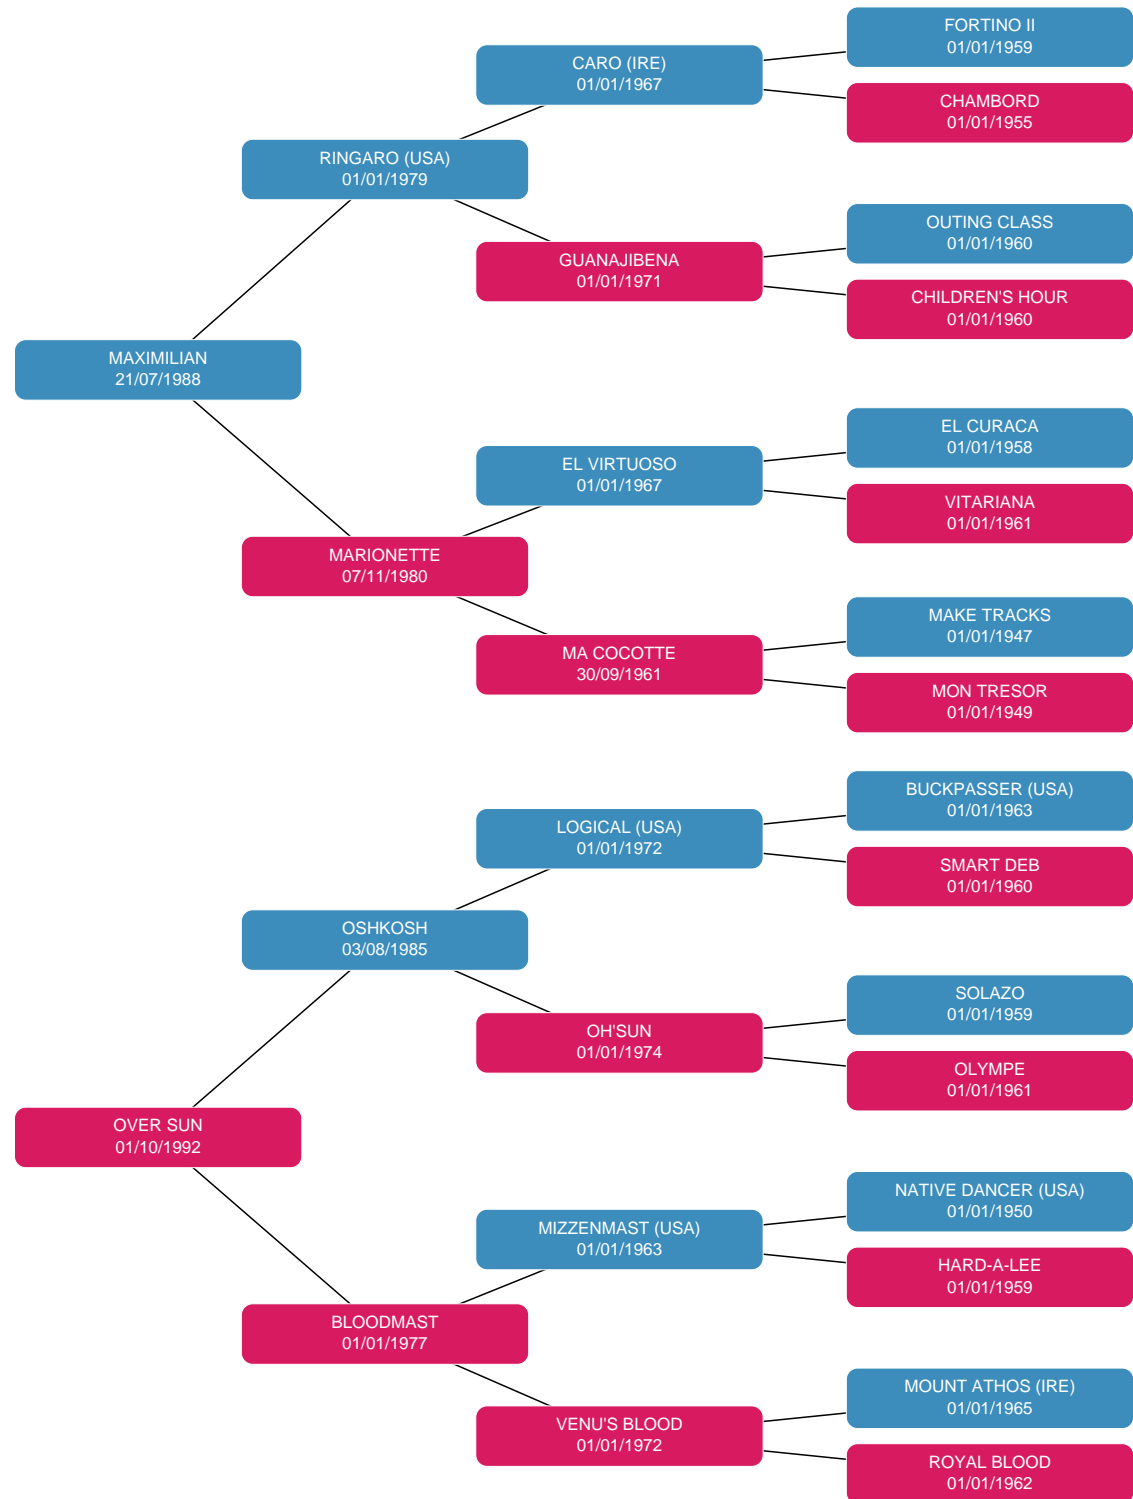 FORTINO II
01/01/1959
CARO (IRE)
01/01/1967
CHAMBORD
01/01/1955
RINGARO (USA)
01/01/1979
OUTING CLASS
01/01/1960
GUANAJIBENA
01/01/1971
CHILDREN'S HOUR
01/01/1960
MAXIMILIAN
21/07/1988
EL CURACA
01/01/1958
EL VIRTUOSO
01/01/1967
VITARIANA
01/01/1961
MARIONETTE
07/11/1980
MAKE TRACKS
01/01/1947
MA COCOTTE
30/09/1961
MON TRESOR
01/01/1949
BUCKPASSER (USA)
01/01/1963
LOGICAL (USA)
01/01/1972
SMART DEB
01/01/1960
OSHKOSH
03/08/1985
SOLAZO
01/01/1959
OH'SUN
01/01/1974
OLYMPE
01/01/1961
OVER SUN
01/10/1992
NATIVE DANCER (USA)
01/01/1950
MIZZENMAST (USA)
01/01/1963
HARD-A-LEE
01/01/1959
BLOODMAST
01/01/1977
MOUNT ATHOS (IRE)
01/01/1965
VENU'S BLOOD
01/01/1972
ROYAL BLOOD
01/01/1962